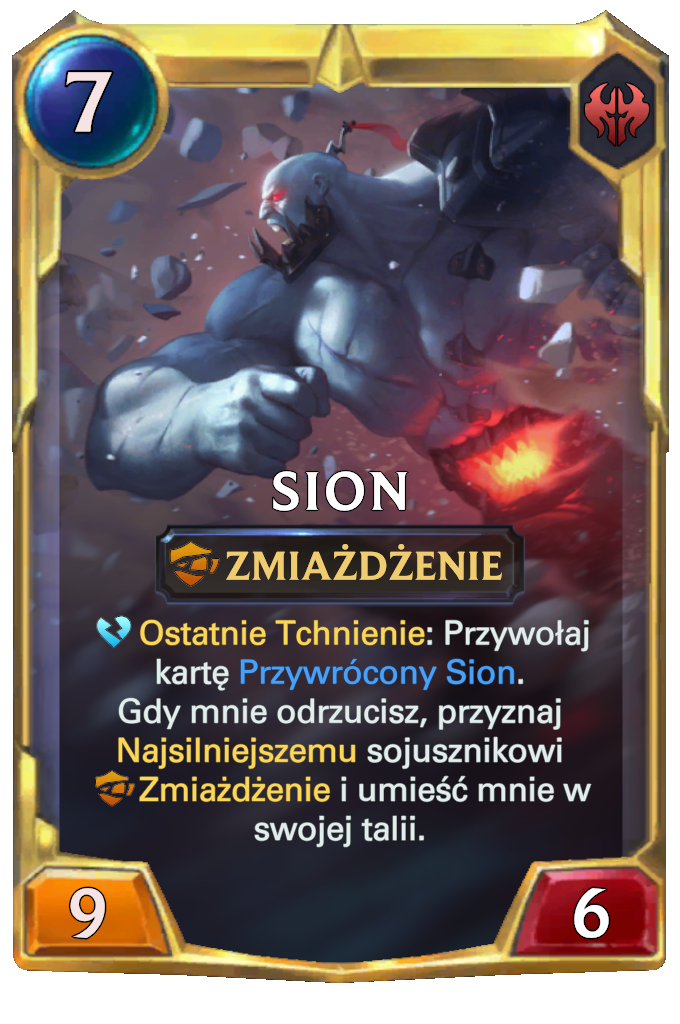 7
SION
ZMIAŻDŻENIE
Ostatnie Tchnienie: Przywołaj
kartę Przywrócony Sion.
Gdy mnie odrzucisz, przyznaj
Najsilniejszemu sojusznikowi
Zmiażdżenie i umieść mnie w
swojej talii.
9
6